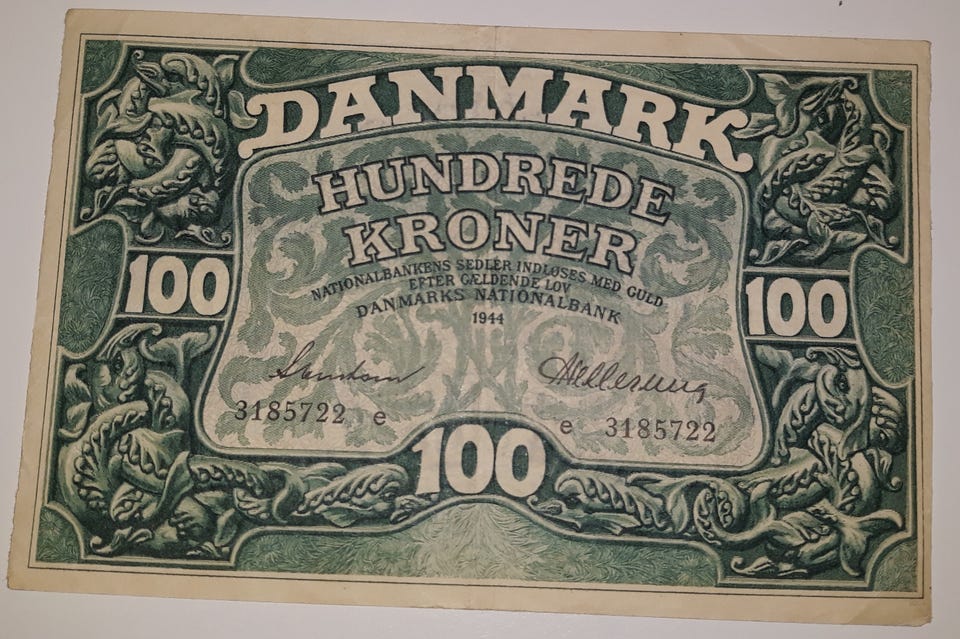 DANMARK
HUNDREDE
KRONER
NATIONALBANKENS SEDLER INDLØSES MED GULD
EFTER GÆLDENDE LOV
DANMARKS NATIONALBANK
1944
100 100
Svendsen
3185722 e e 3185722
100